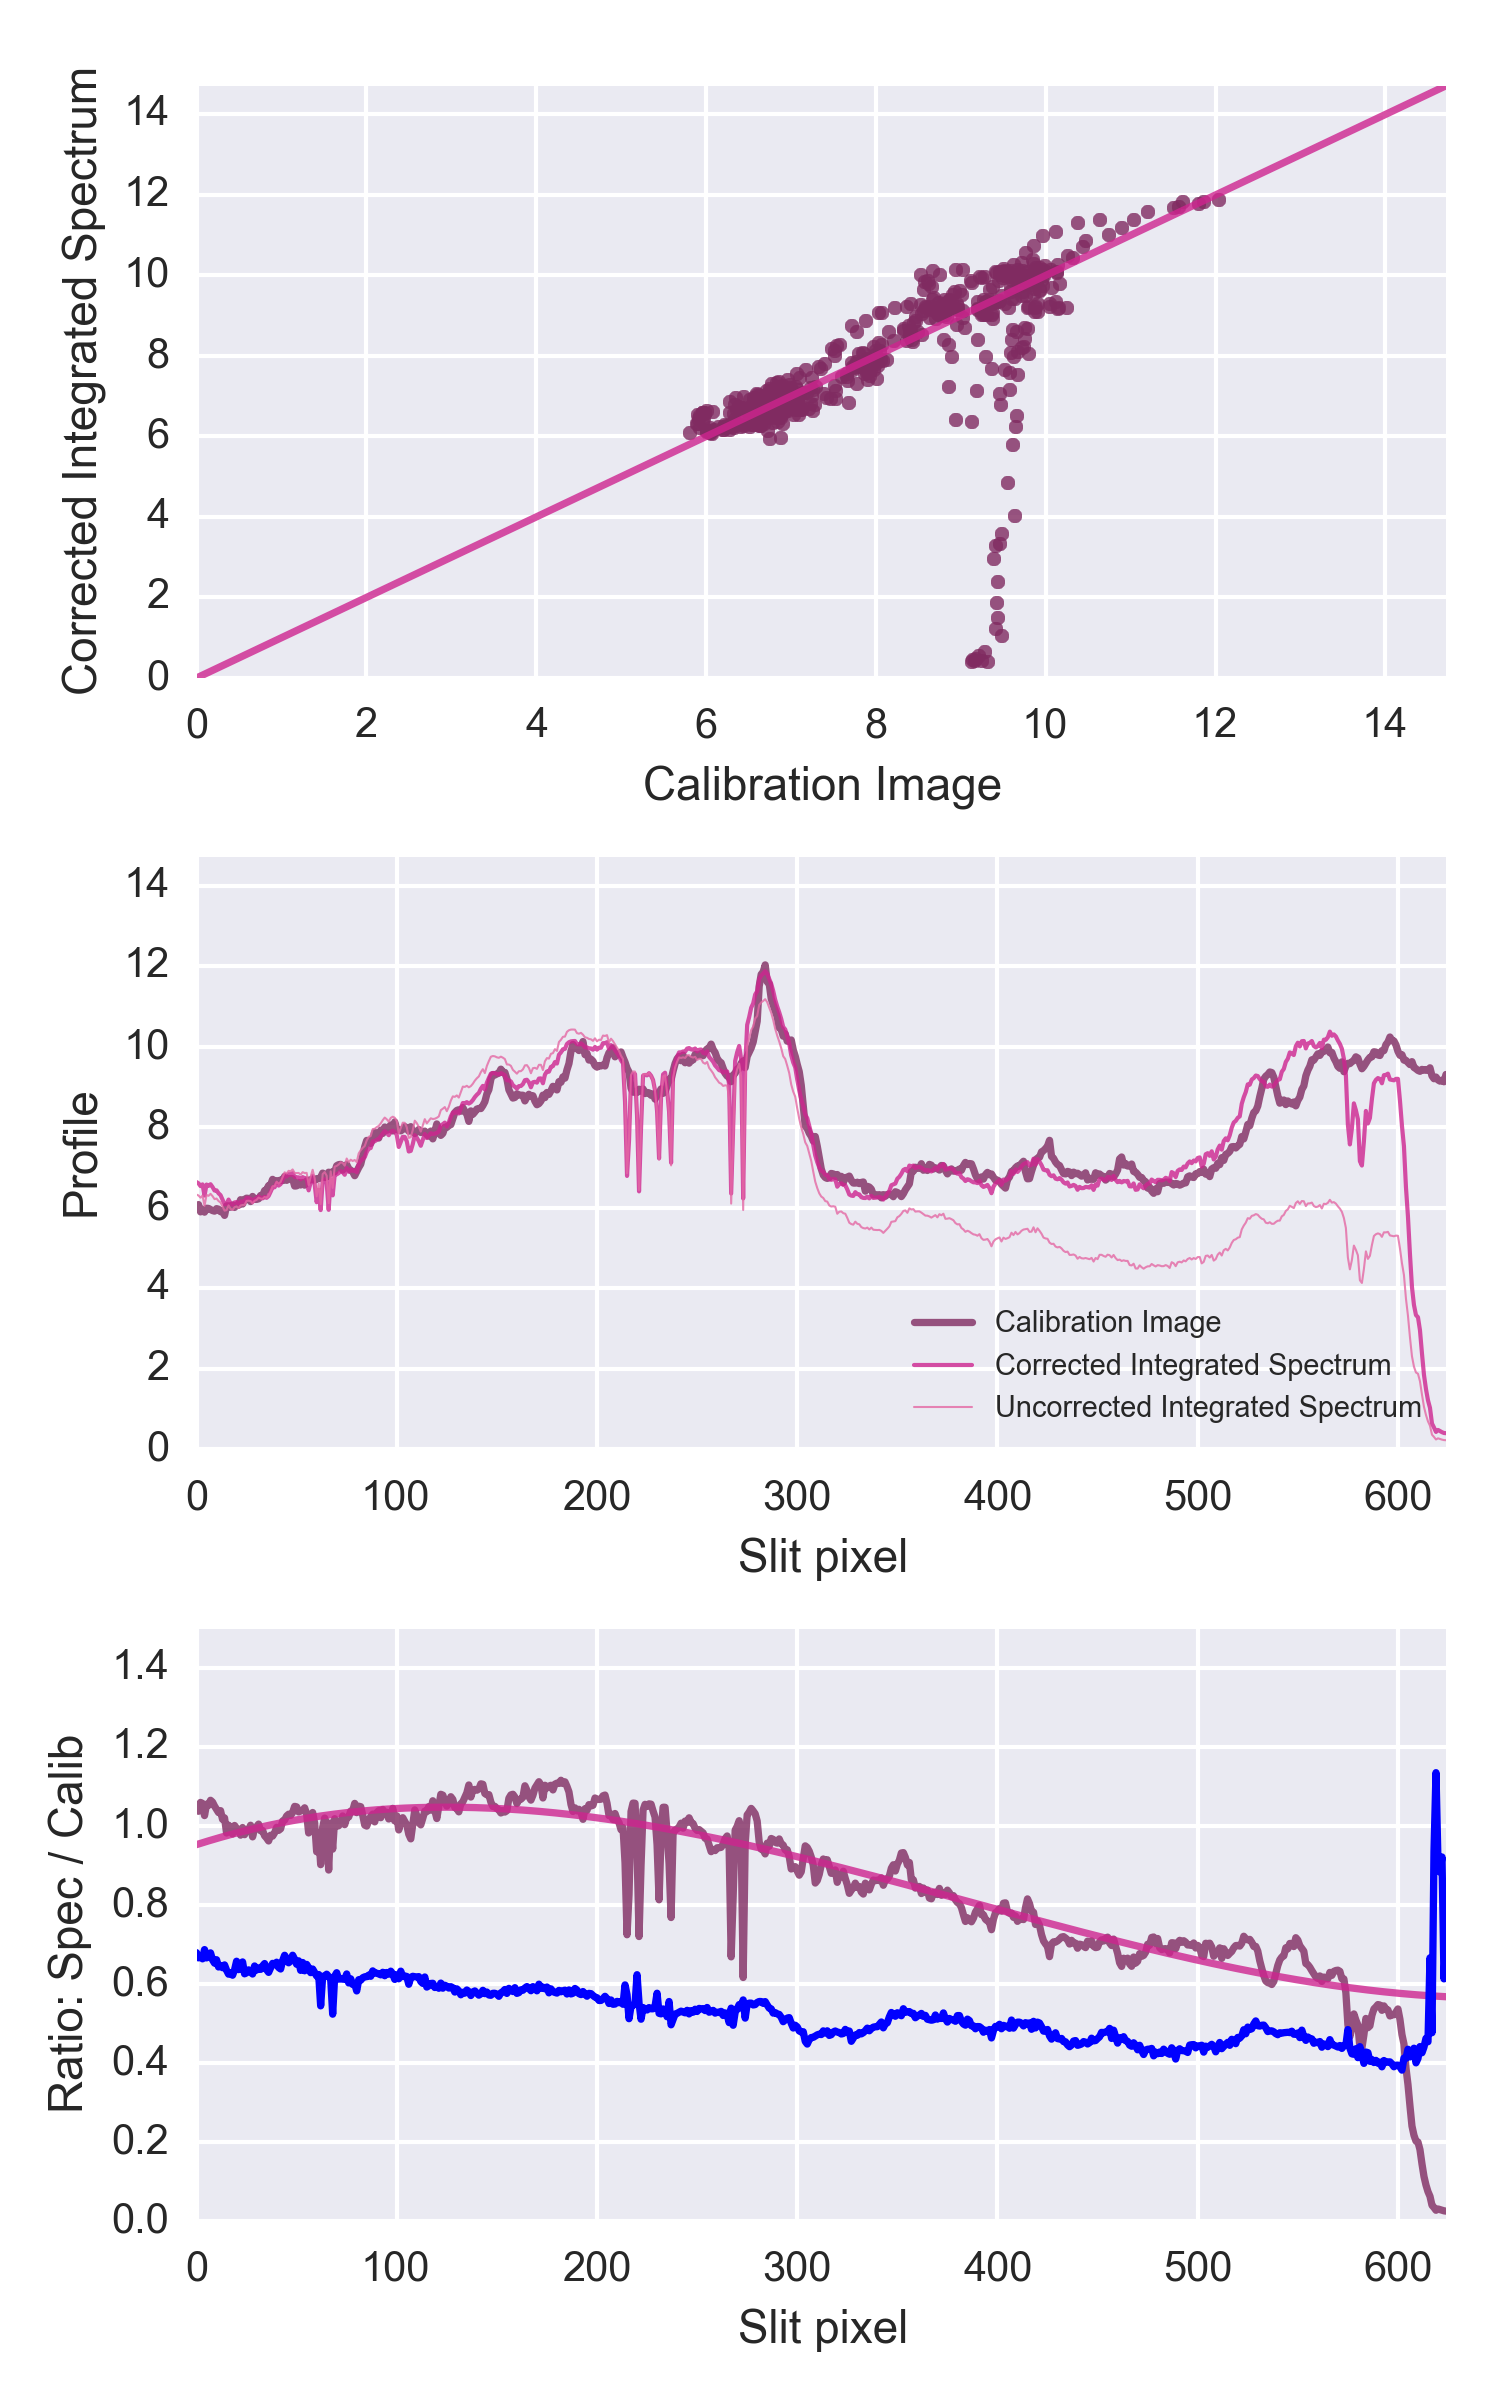 Corrected Integrated Spectrum
14
12
10
8
6
4
2
0
0 2 4 6 8 10 12 14
Calibration Image
Profile
14
12
10
8
6
4
2
0
Calibration Image
Corrected Integrated Spectrum
Uncorrected Integrated Spectrum
0 100 200 300 400 500 600
Slit pixel
Ratio: Spec / Calib
1.4
1.2
1.0
0.8
0.6
0.4
0.2
0.0
0 100 200 300 400 500 600
Slit pixel